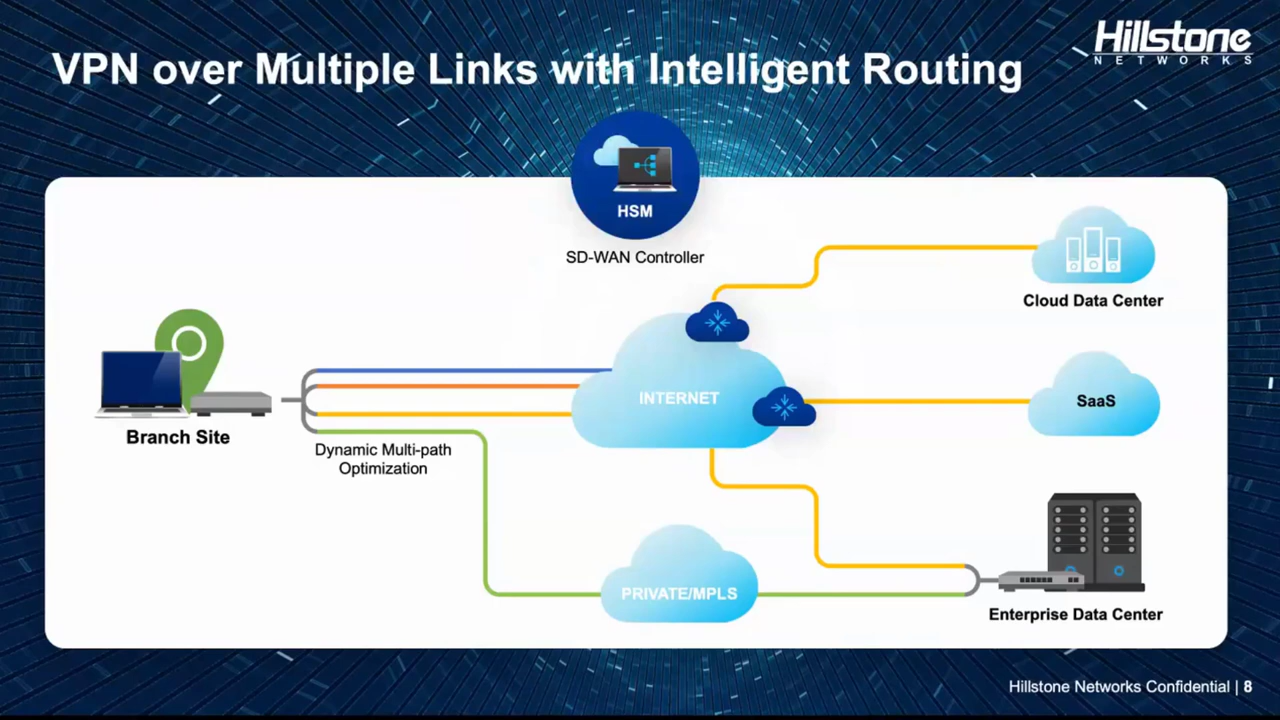 Hillstone
NETWORKS
VPN over Multiple Links with Intelligent Routing
HSM
SD-WAN Controller
Cloud Data Center
INTERNET
SaaS
Branch Site
Dynamic Multi-path
Optimization
PRIVATE/MPLS
Enterprise Data Center
Hillstone Networks Confidential | 8